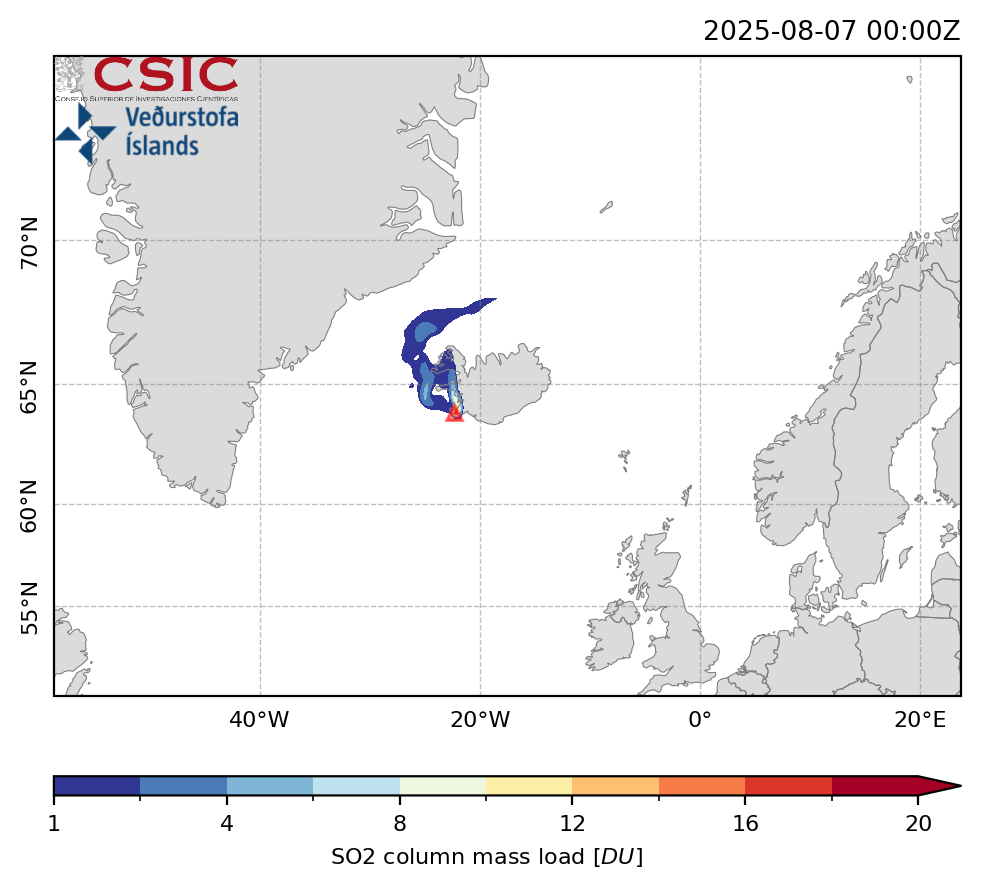 2025-08-07 00:00Z
CSIC
CONSEJO SUPERIOR DE INVESTIGACIONES CIENTÍFICAS
Veðurstofa
Íslands
70°N
65°N
60°N
55°N
40°W 20°W 0° 20°E
1 4 8 12 16 20
SO2 column mass load [DU]